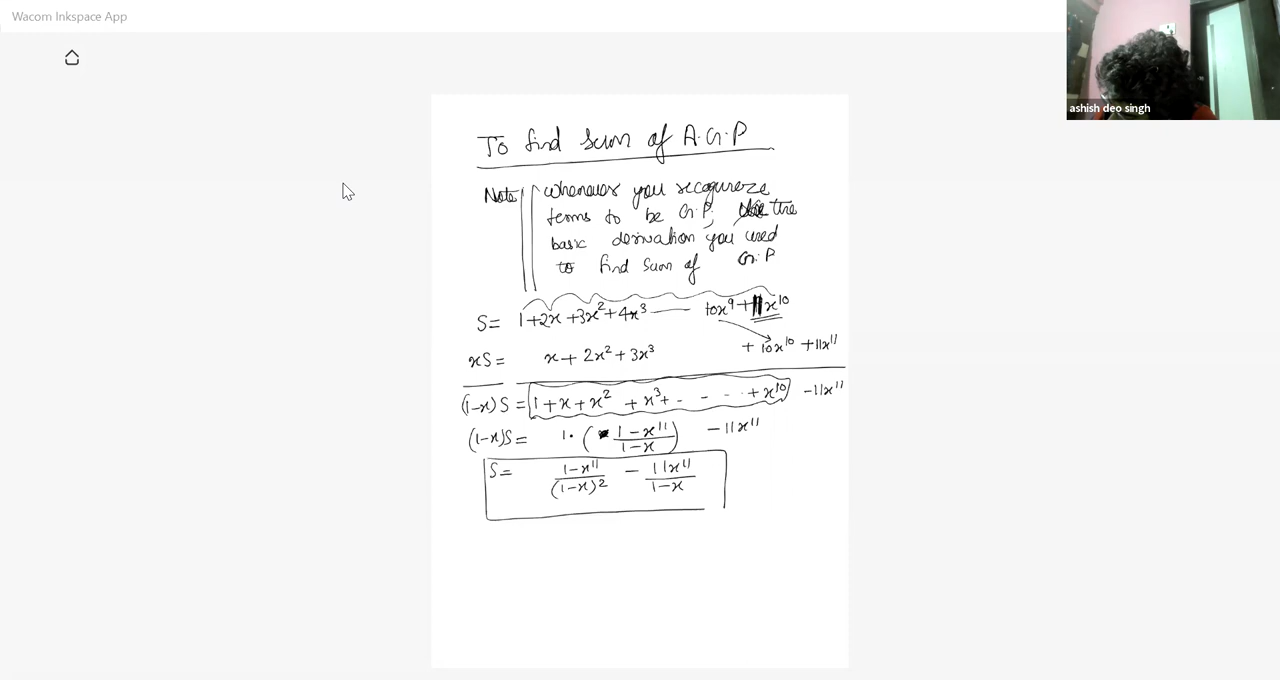 Wacom Inkspace App
ashish deo singh
To find Sum of A.G.P
Note whenever you recognize
terms to be G.P, the
basic derivation you used
to find sum of G.P
S= 1+2x+3x²+4x³ —— 10x⁹+11x¹⁰
xS= x+2x²+3x³ +10x¹⁰+11x¹¹
(1-x)S = 1+x+x²+x³+- - - -+x¹⁰ -11x¹¹
(1-x)S= 1·(1-x¹¹/1-x) -11x¹¹
S= 1-x¹¹/(1-x)² - 11x¹¹/1-x